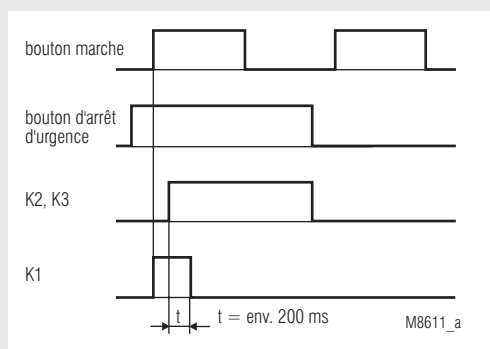 bouton marche
bouton d'arrêt
d'urgence
K2, K3
K1
t
t = env. 200 ms
M8611_a